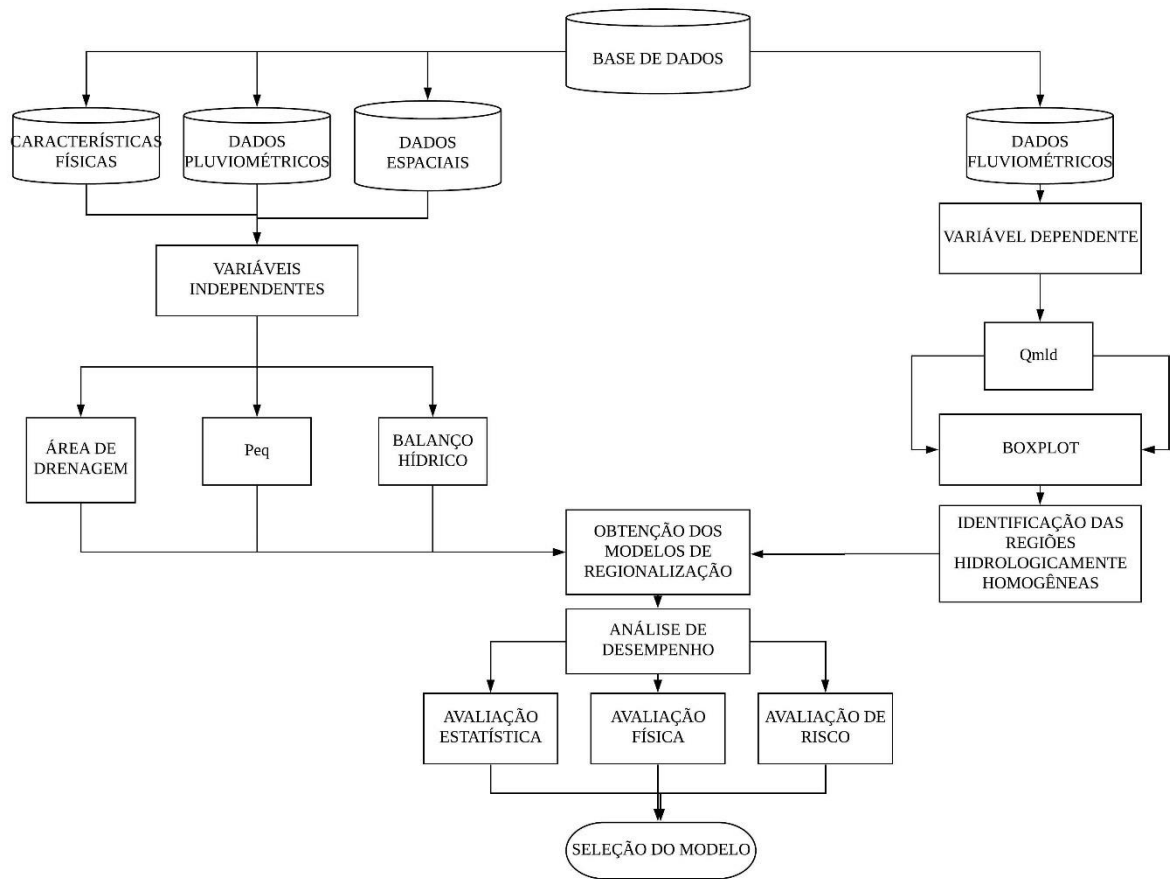 BASE DE DADOS
CARACTERÍSTICAS
FÍSICAS
DADOS
PLUVIOMÉTRICOS
DADOS
ESPACIAIS
DADOS
FLUVIOMÉTRICOS
VARIÁVEIS
INDEPENDENTES
VARIÁVEL DEPENDENTE
Qmld
ÁREA DE
DRENAGEM
Peq
BALANÇO
HÍDRICO
BOXPLOT
OBTENÇÃO DOS
MODELOS DE
REGIONALIZAÇÃO
IDENTIFICAÇÃO DAS
REGIÕES
HIDROLOGICAMENTE
HOMOGÊNEAS
ANÁLISE DE
DESEMPENHO
AVALIAÇÃO
ESTATÍSTICA
AVALIAÇÃO
FÍSICA
AVALIAÇÃO DE
RISCO
SELEÇÃO DO MODELO